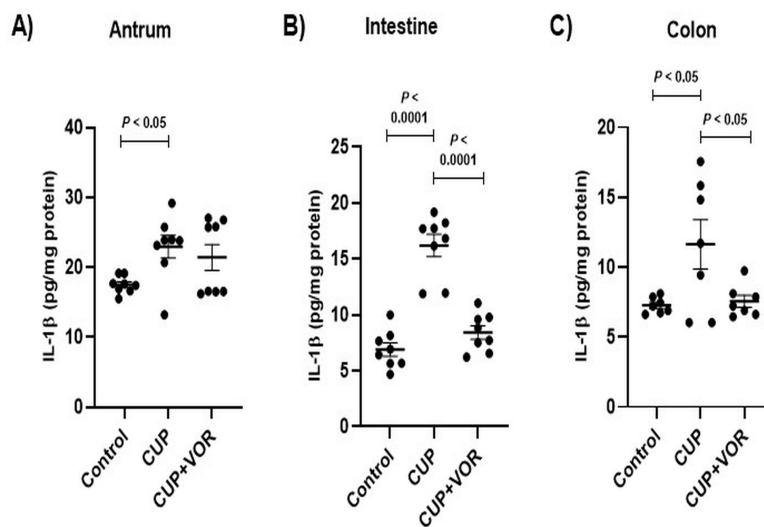 A)
Antrum
P < 0.05
IL-1β (pg/mg protein)
40
30
20
10
0
Control
CUP
CUP+VOR
B)
Intestine
P <
0.0001
P <
0.0001
IL-1β (pg/mg protein)
25
20
15
10
5
0
Control
CUP
CUP+VOR
C)
Colon
P < 0.05
P < 0.05
IL-1β (pg/mg protein)
20
15
10
5
0
Control
CUP
CUP+VOR